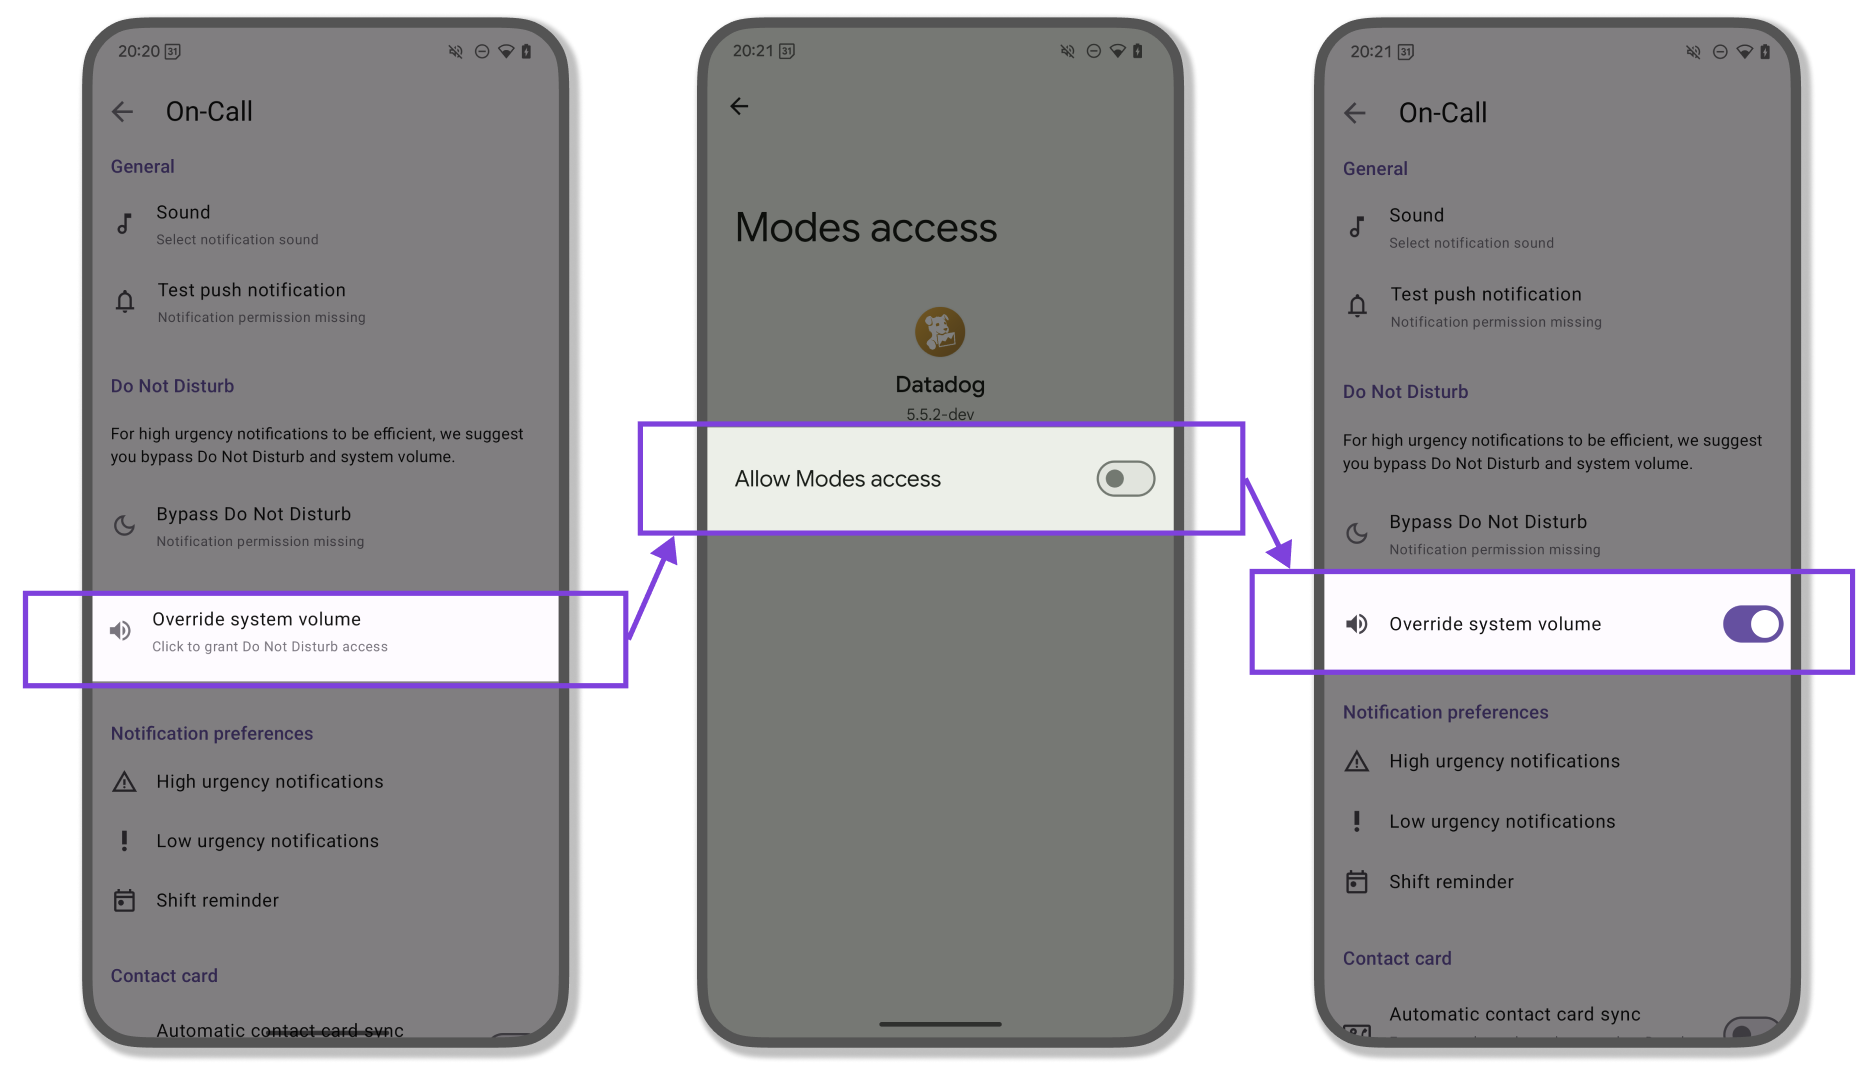 20:20 31
On-Call
General
Sound
Select notification sound
Test push notification
Notification permission missing
Do Not Disturb
For high urgency notifications to be efficient, we suggest
you bypass Do Not Disturb and system volume.
Bypass Do Not Disturb
Notification permission missing
Override system volume
Click to grant Do Not Disturb access
Notification preferences
High urgency notifications
Low urgency notifications
Shift reminder
Contact card
Automatic contact card sync
20:21 31
Modes access
Datadog
5.5.2-dev
Allow Modes access
20:21 31
On-Call
General
Sound
Select notification sound
Test push notification
Notification permission missing
Do Not Disturb
For high urgency notifications to be efficient, we suggest
you bypass Do Not Disturb and system volume.
Bypass Do Not Disturb
Notification permission missing
Override system volume
Notification preferences
High urgency notifications
Low urgency notifications
Shift reminder
Contact card
Automatic contact card sync